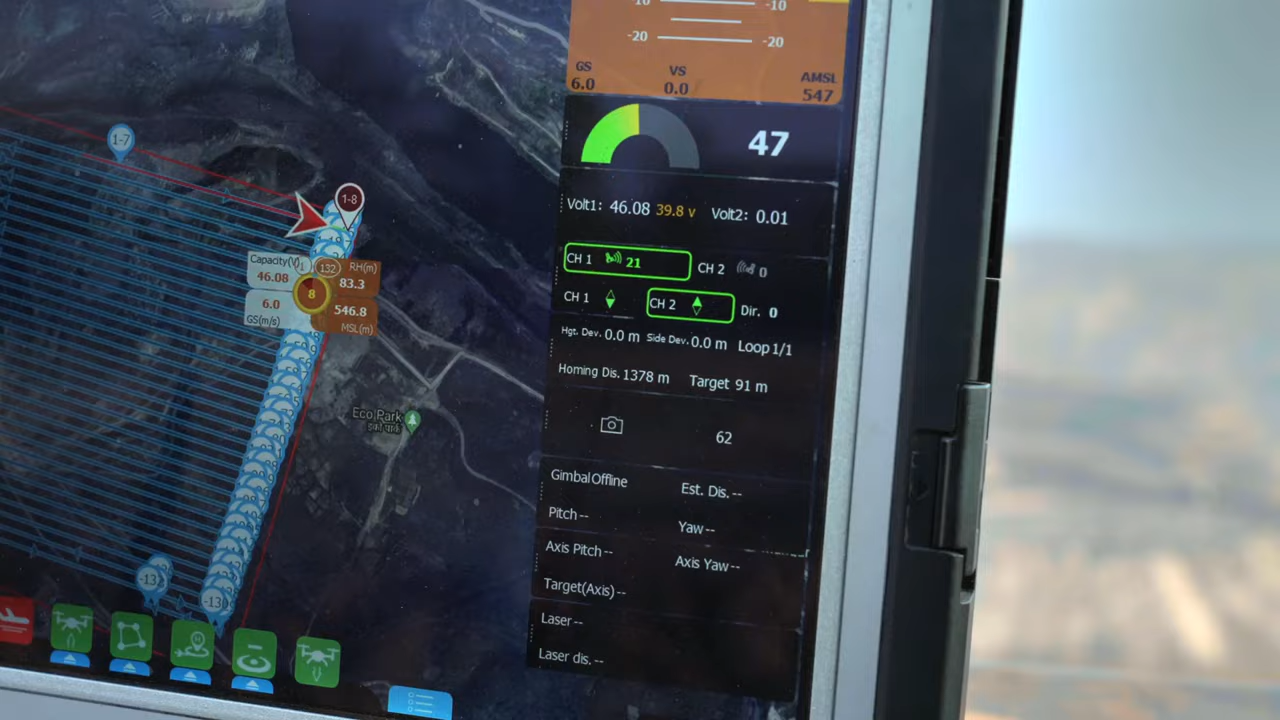 -10 -10
-20 -20
GS VS AMSL
6.0 0.0 547
47
1-7
1-8
Volt1: 46.08 39.8 v Volt2: 0.01
CH 1 21 CH 2 0
CH 1 CH 2 Dir. 0
Hgt. Dev. 0.0 m Side Dev. 0.0 m Loop 1/1
Homing Dis. 1378 m Target 91 m
62
Gimbal Offline Est. Dis. --
Pitch -- Yaw --
Axis Pitch -- Axis Yaw --
Target(Axis) --
Laser --
Laser dis. --
Capacity(V) 132 RH(m)
46.08 83.3
8
6.0 546.8
GS(m/s) MSL(m)
Eco Park